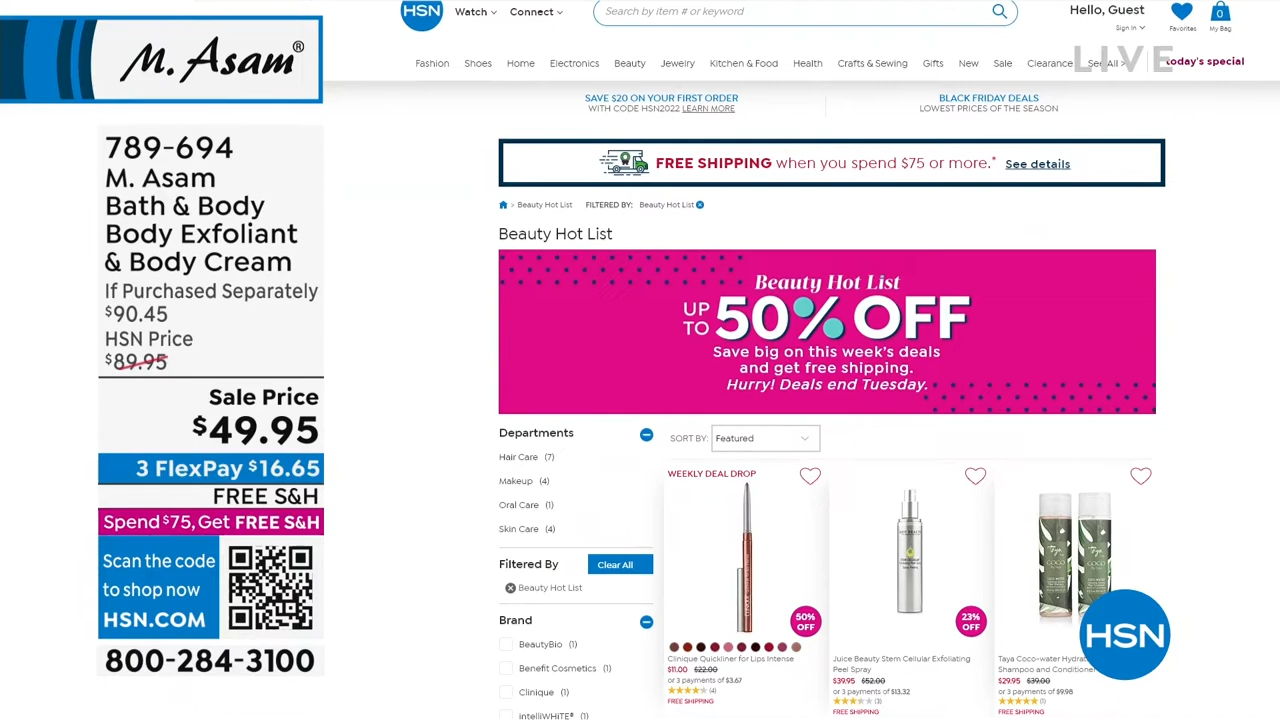 M. Asam®
789-694
M. Asam
Bath & Body
Body Exfoliant
& Body Cream
If Purchased Separately
$90.45
HSN Price
$89.95
Sale Price
$49.95
3 FlexPay $16.65
FREE S&H
Spend $75, Get FREE S&H
Scan the code
to shop now
HSN.COM
800-284-3100
HSN
Watch
Connect
Search by item # or keyword
Hello, Guest
Sign In
Favorites
0
My Bag
Fashion Shoes Home Electronics Beauty Jewelry Kitchen & Food Health Crafts & Sewing Gifts New Sale Clearance See All >
LIVE
today's special
SAVE $20 ON YOUR FIRST ORDER
WITH CODE HSN2022 LEARN MORE
BLACK FRIDAY DEALS
LOWEST PRICES OF THE SEASON
FREE SHIPPING when you spend $75 or more.* See details
> Beauty Hot List FILTERED BY: Beauty Hot List
Beauty Hot List
Beauty Hot List
UP TO 50% OFF
Save big on this week's deals
and get free shipping.
Hurry! Deals end Tuesday.
Departments
Hair Care (7)
Makeup (4)
Oral Care (1)
Skin Care (4)
Filtered By
Clear All
Beauty Hot List
Brand
BeautyBio (1)
Benefit Cosmetics (1)
Clinique (1)
intelliWHITE® (1)
SORT BY: Featured
WEEKLY DEAL DROP
50% OFF
Clinique Quickliner for Lips Intense
$11.00 $22.00
or 3 payments of $3.67
(4)
FREE SHIPPING
23% OFF
Juice Beauty Stem Cellular Exfoliating
Peel Spray
$39.95 $52.00
or 3 payments of $13.32
(3)
FREE SHIPPING
Taya Coco-water
Shampoo and Conditioner
$29.95 $39.00
or 3 payments of $9.98
(1)
FREE SHIPPING
HSN